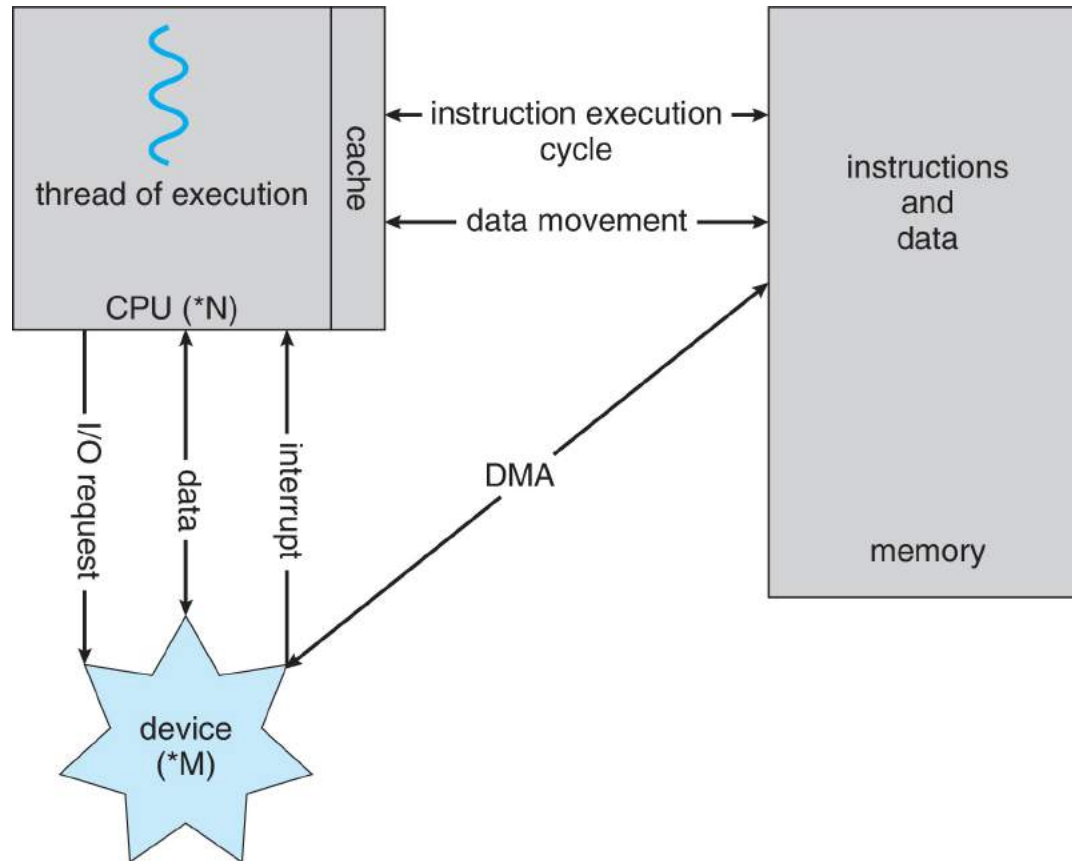 thread of execution
CPU (*N)
cache
instruction execution
cycle
data movement
instructions
and
data
memory
I/O request
data
interrupt
DMA
device
(*M)